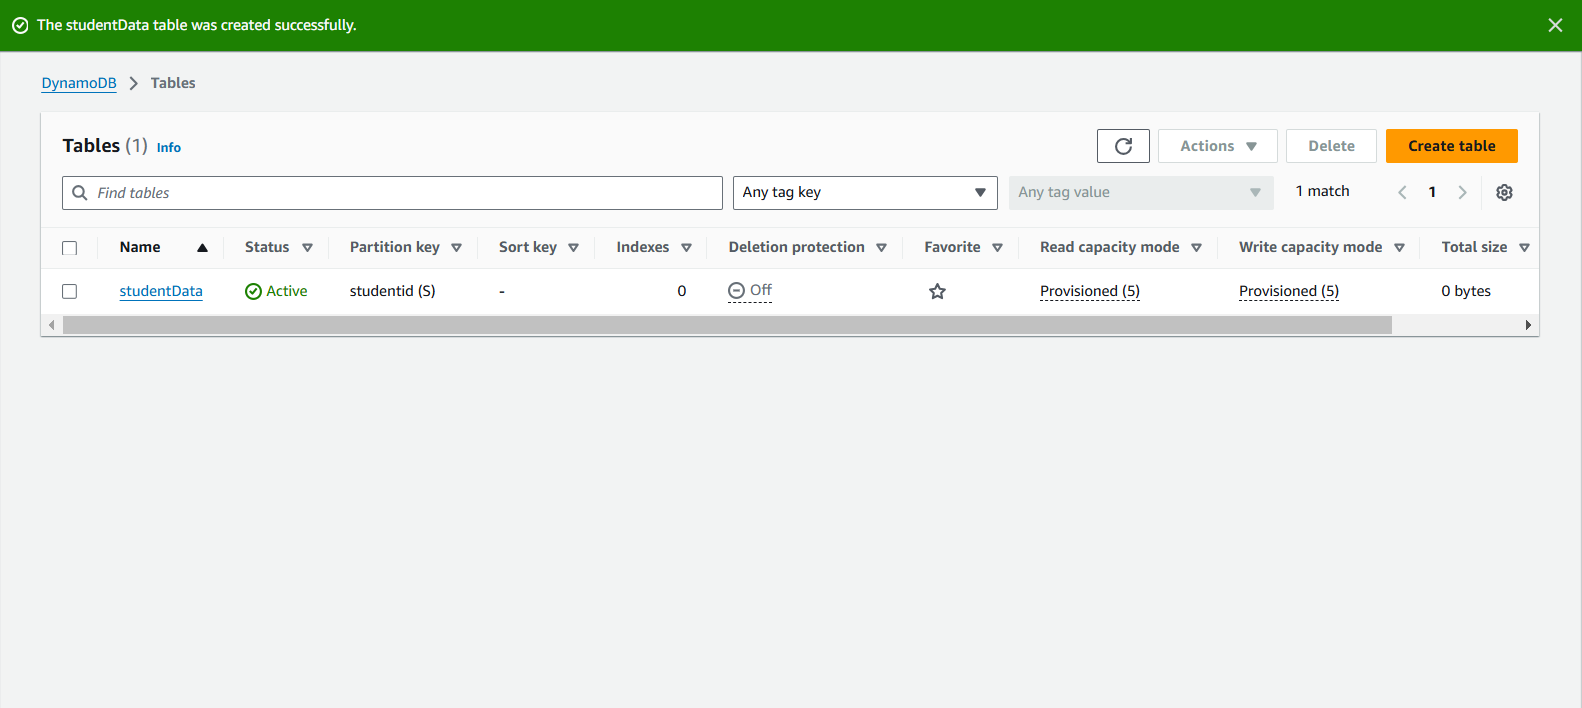 The studentData table was created successfully.
DynamoDB Tables
Tables (1) Info
Actions Delete Create table
Find tables Any tag key Any tag value 1 match 1
Name Status Partition key Sort key Indexes Deletion protection Favorite Read capacity mode Write capacity mode Total size
studentData Active studentid (S) - 0 Off Provisioned (5) Provisioned (5) 0 bytes